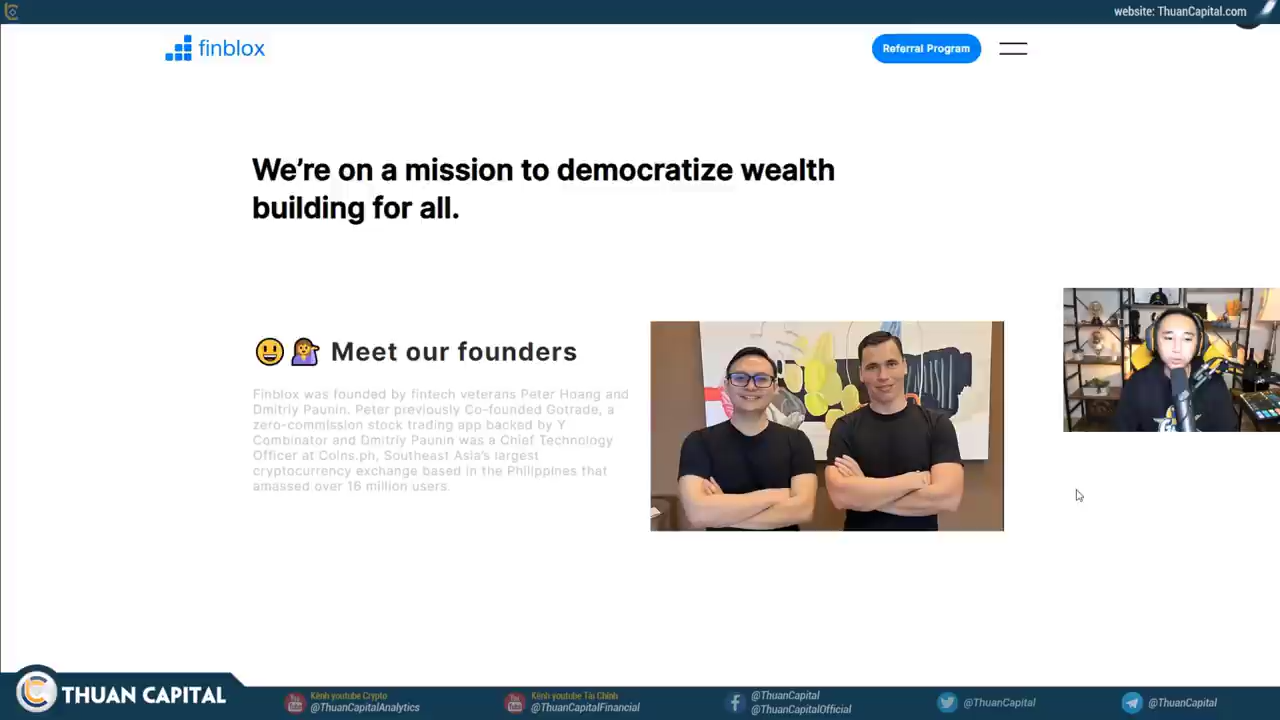 website: ThuanCapital.com
finblox
Referral Program
We're on a mission to democratize wealth
building for all.
Meet our founders
Finblox was founded by fintech veterans Peter Hoang and
Dmitriy Paunin. Peter previously Co-founded Gotrade, a
zero-commission stock trading app backed by Y
Combinator and Dmitriy Paunin was a Chief Technology
Officer at Coins.ph, Southeast Asia's largest
cryptocurrency exchange based in the Philippines that
amassed over 16 million users.
THUAN CAPITAL
Kênh youtube Crypto
@ThuanCapitalAnalytics
Kênh youtube Tài Chính
@ThuanCapitalFinancial
@ThuanCapital
@ThuanCapitalOfficial
@ThuanCapital
@ThuanCapital